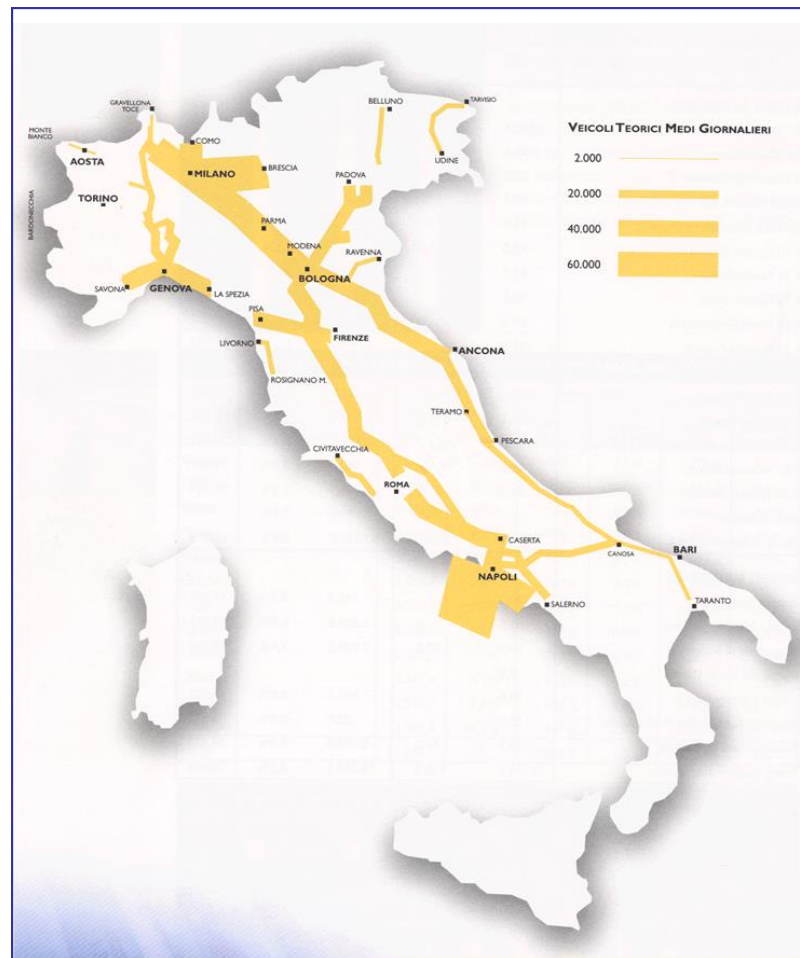 GRAVELLONA
TOCE
COMO
BELLUNO
TARVISIO
MONTE
BIANCO
AOSTA
UDINE
MILANO
BRESCIA
PADOVA
TORINO
BARDONECCHIA
PARMA
MODENA
RAVENNA
BOLOGNA
SAVONA
GENOVA
LA SPEZIA
PISA
LIVORNO
FIRENZE
ROSIGNANO M.
ANCONA
TERAMO
PESCARA
CIVITAVECCHIA
ROMA
CASERTA
CANOSA
BARI
NAPOLI
SALERNO
TARANTO
VEICOLI TEORICI MEDI GIORNALIERI
2.000
20.000
40.000
60.000